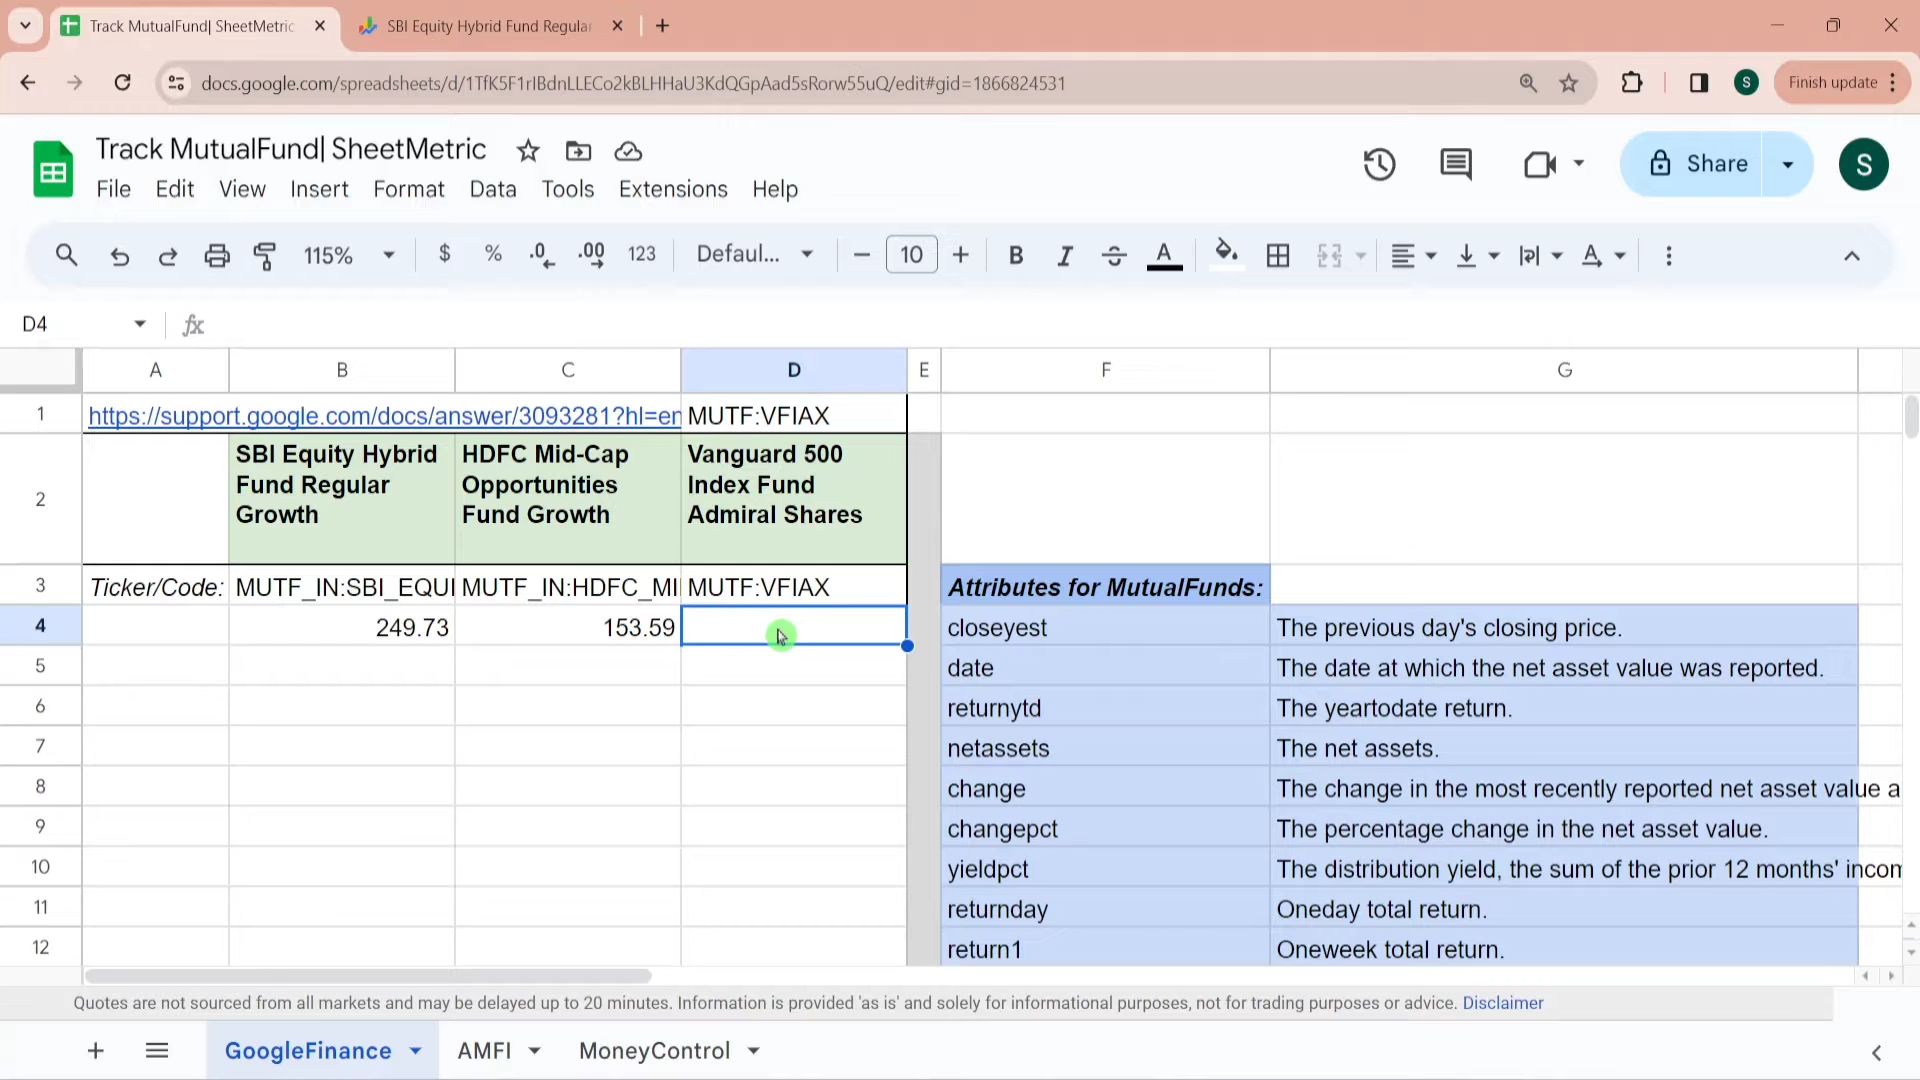 Track MutualFund| SheetMetric
SBI Equity Hybrid Fund Regular
docs.google.com/spreadsheets/d/1TfK5F1rIBdnLLECo2kBLHHaU3KdQGpAad5sRorw55uQ/edit#gid=1866824531
S
Finish update
Track MutualFund| SheetMetric
File Edit View Insert Format Data Tools Extensions Help
Share
S
115%
$ % .0 .00 123
Defaul...
10
B I A
D4
fx
A B C D E F G
1 https://support.google.com/docs/answer/3093281?hl=en MUTF:VFIAX
2
SBI Equity Hybrid
Fund Regular
Growth
HDFC Mid-Cap
Opportunities
Fund Growth
Vanguard 500
Index Fund
Admiral Shares
3 Ticker/Code: MUTF_IN:SBI_EQUI MUTF_IN:HDFC_MI MUTF:VFIAX Attributes for MutualFunds:
4 249.73 153.59 closeyest The previous day's closing price.
5 date The date at which the net asset value was reported.
6 returnytd The yeartodate return.
7 netassets The net assets.
8 change The change in the most recently reported net asset value a
9 changepct The percentage change in the net asset value.
10 yieldpct The distribution yield, the sum of the prior 12 months' incom
11 returnday Oneday total return.
12 return1 Oneweek total return.
Quotes are not sourced from all markets and may be delayed up to 20 minutes. Information is provided 'as is' and solely for informational purposes, not for trading purposes or advice. Disclaimer
GoogleFinance AMFI MoneyControl